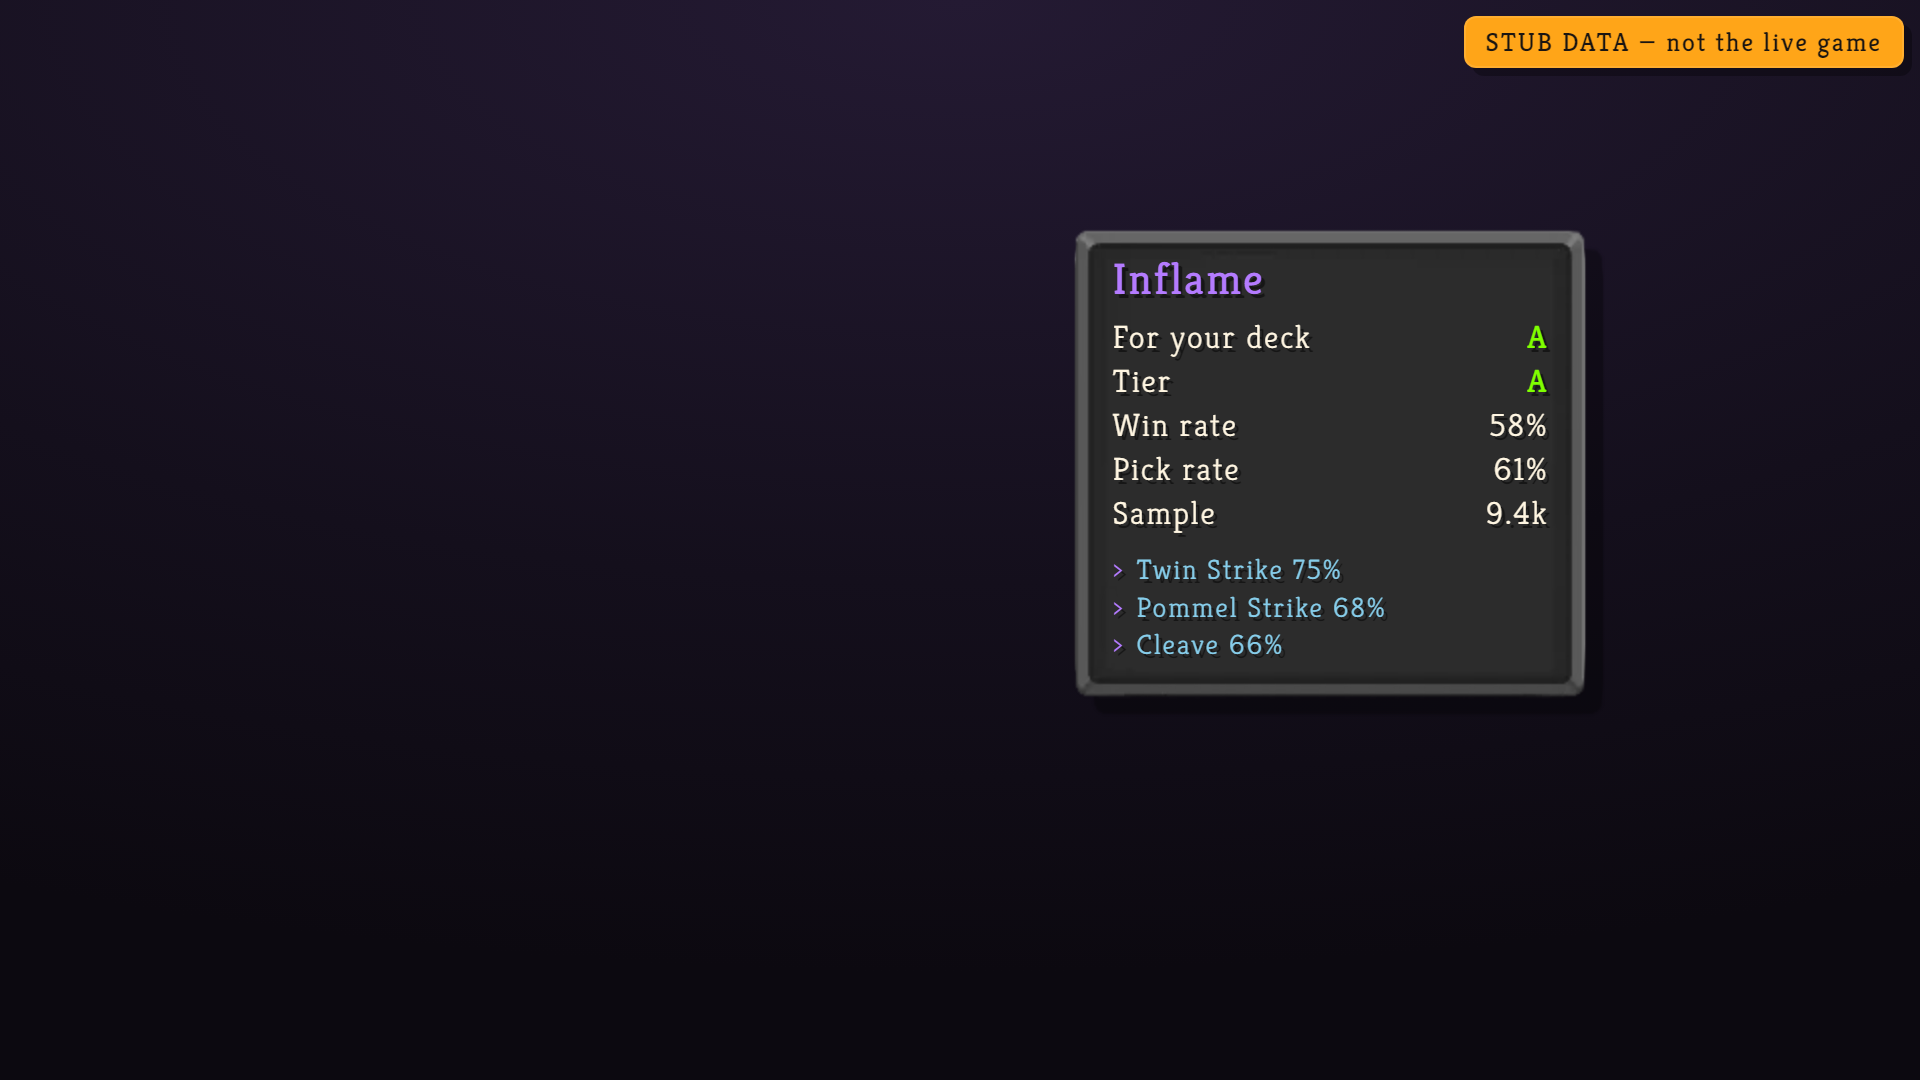 STUB DATA – not the live game
Inflame
For your deck A
Tier A
Win rate 58%
Pick rate 61%
Sample 9.4k
> Twin Strike 75%
> Pommel Strike 68%
> Cleave 66%